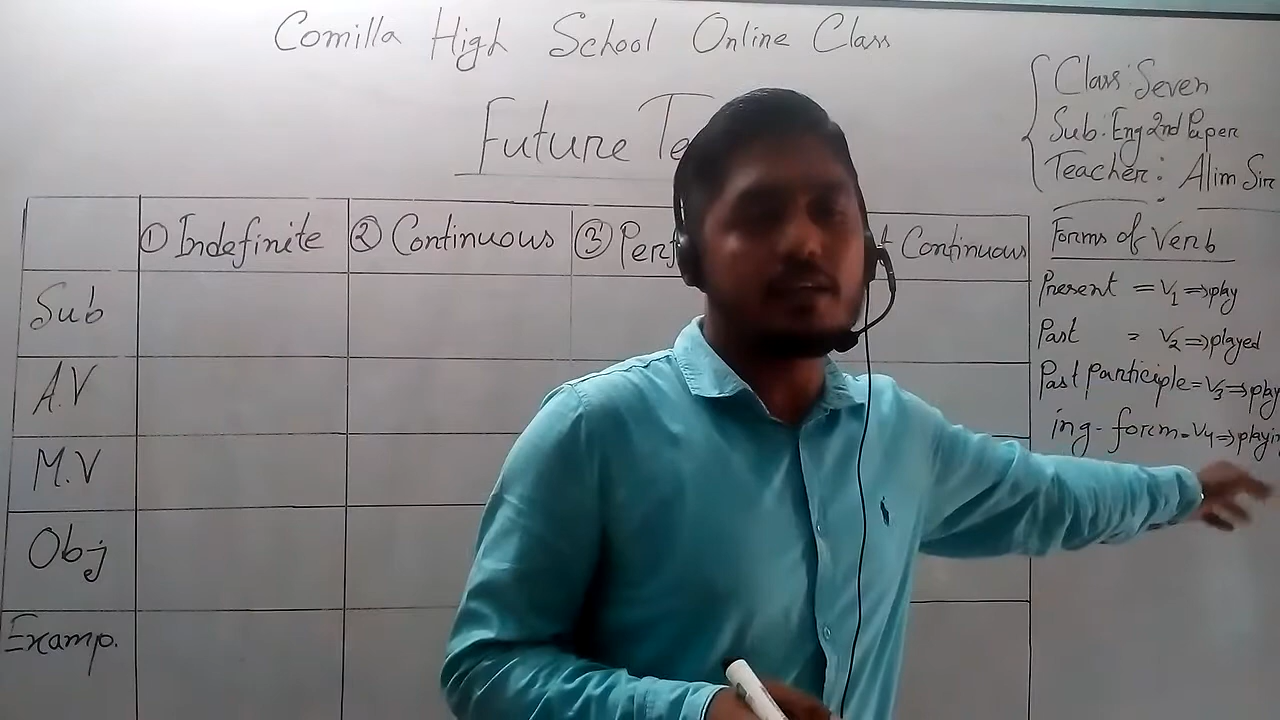 Comilla High School Online Class
Future Te
Class: Seven
Sub: Eng 2nd Paper
Teacher: Alim Sir
① Indefinite ② Continuous ③ Perf Continuous
Sub
A.V
M.V
Obj
Examp.
Forms of Verb
Present = V1 ⇒ play
Past = V2 ⇒ played
Past participle = V3 ⇒ play
ing-form = V4 ⇒ playin